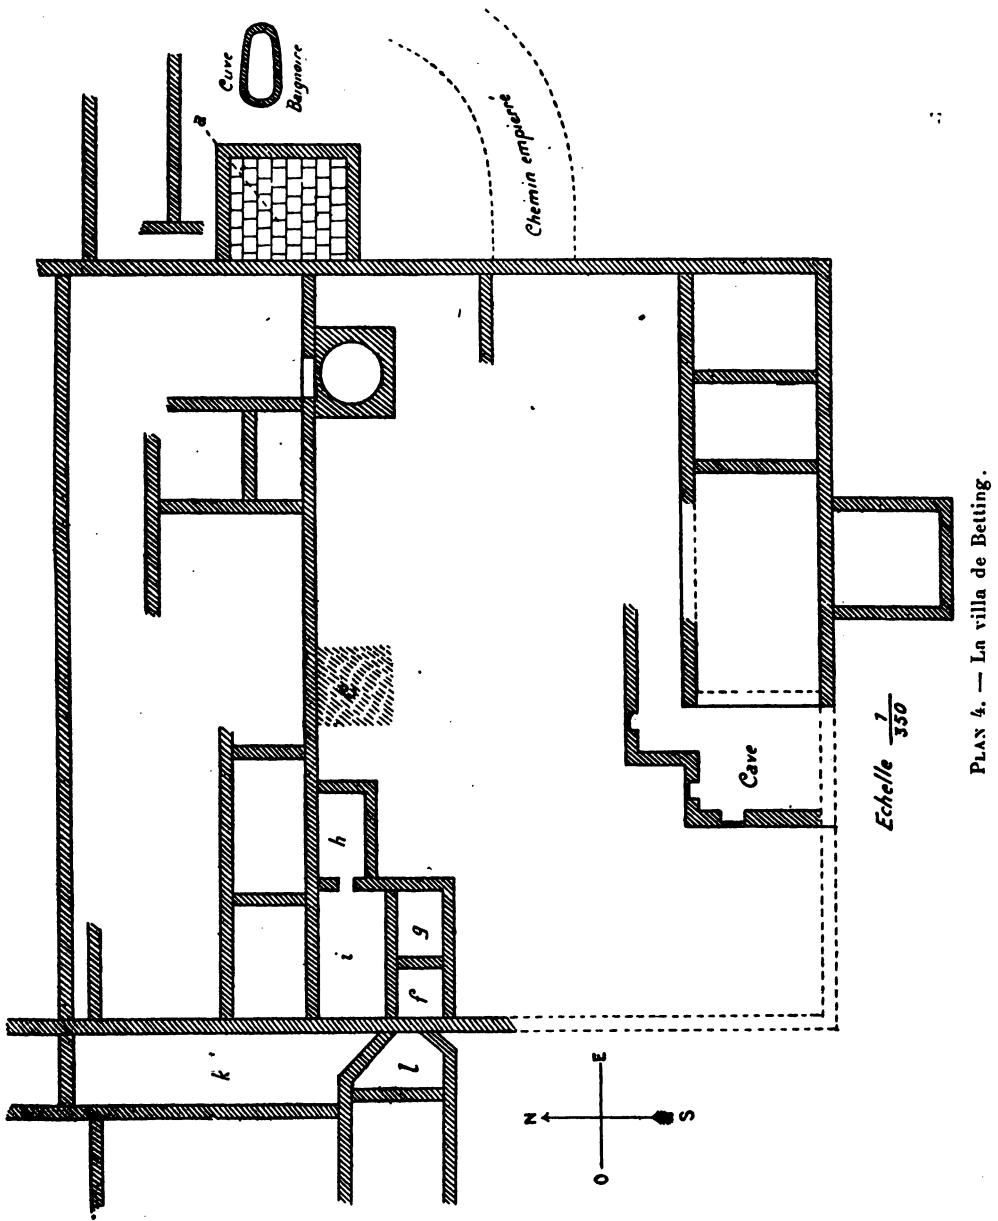 Cuve
Baignoire
a
Chemin empierré
h
i
g
f
k
l
Cave
N
E
S
O
Echelle 1/350
PLAN 4. — La villa de Betting.